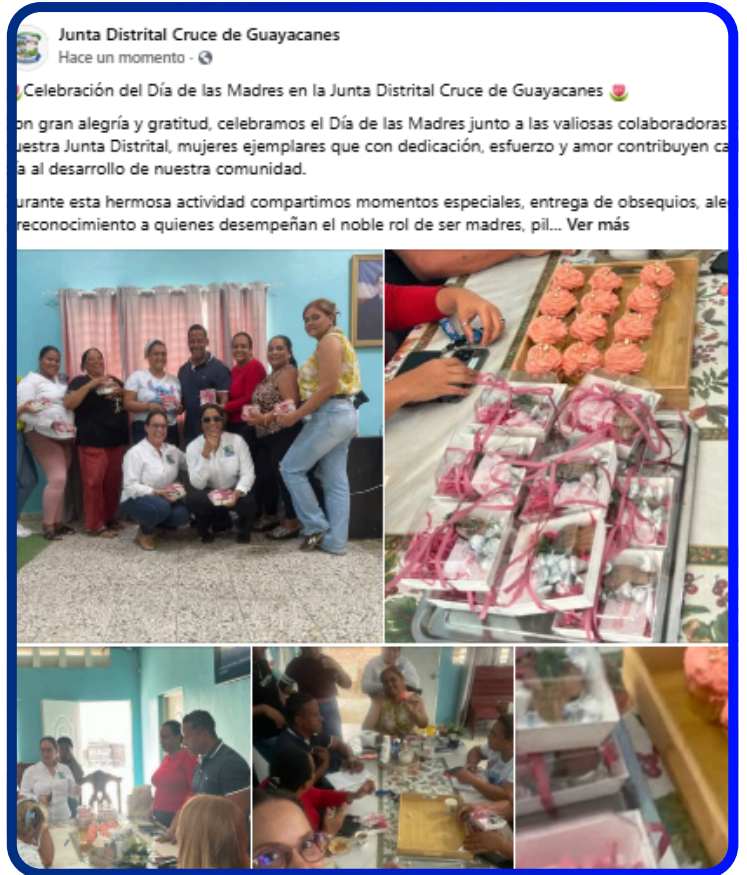 Junta Distrital Cruce de Guayacanes
Hace un momento ·
🌷Celebración del Día de las Madres en la Junta Distrital Cruce de Guayacanes 🌷
on gran alegría y gratitud, celebramos el Día de las Madres junto a las valiosas colaboradoras
uestra Junta Distrital, mujeres ejemplares que con dedicación, esfuerzo y amor contribuyen ca
ía al desarrollo de nuestra comunidad.
urante esta hermosa actividad compartimos momentos especiales, entrega de obsequios, ale
reconocimiento a quienes desempeñan el noble rol de ser madres, pil... Ver más